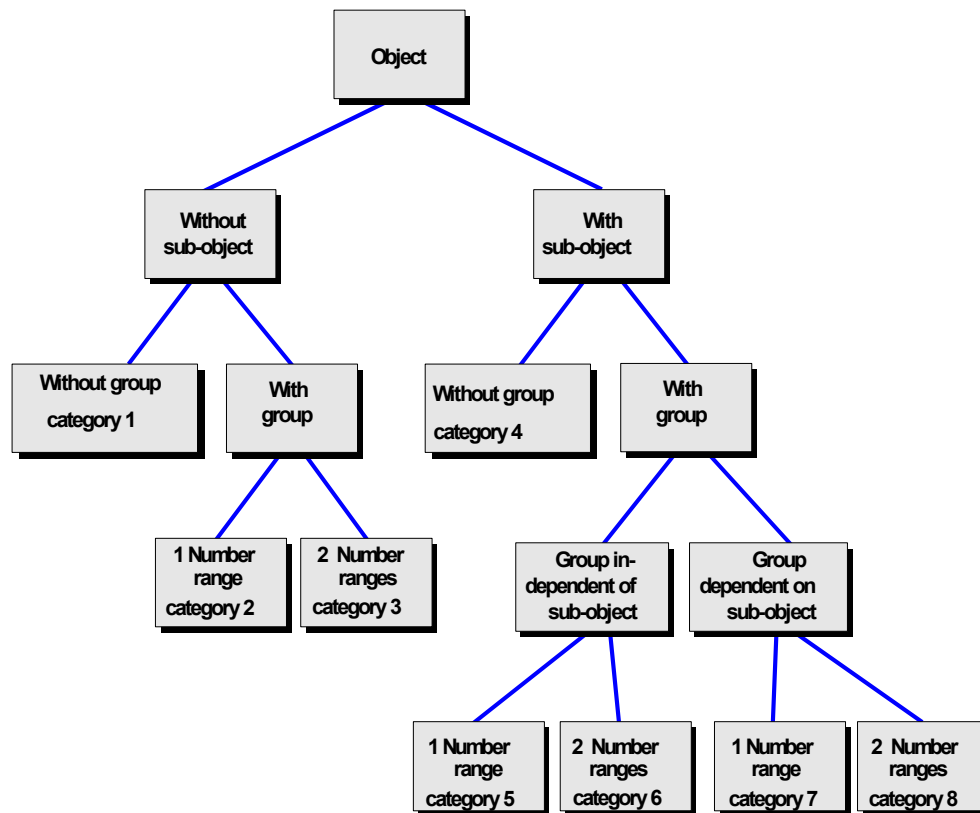 Object
Without
sub-object
With
sub-object
Without group
category 1
With
group
Without group
category 4
With
group
1 Number
range
category 2
2 Number
ranges
category 3
Group in-
dependent of
sub-object
Group
dependent on
sub-object
1 Number
range
category 5
2 Number
ranges
category 6
1 Number
range
category 7
2 Number
ranges
category 8